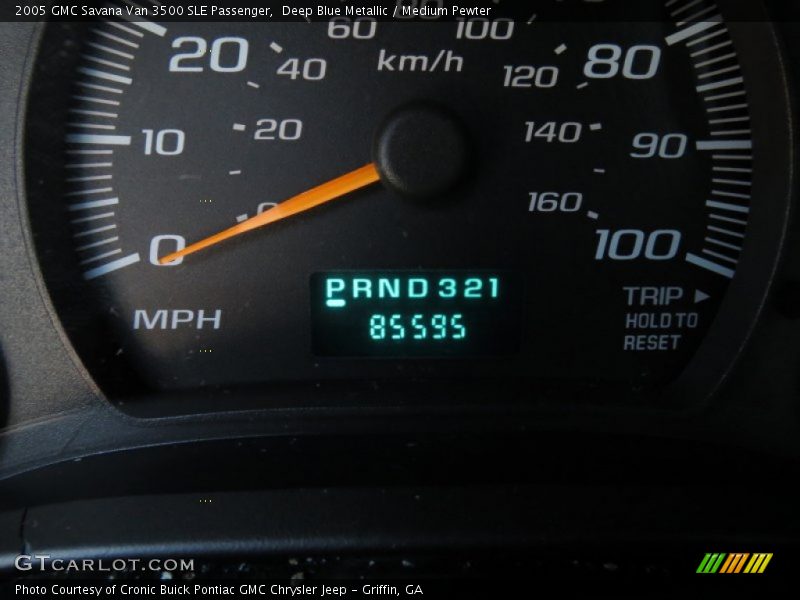 2005 GMC Savana Van 3500 SLE Passenger, Deep Blue Metallic / Medium Pewter
60 100
20 40 km/h 120 80
10 20 140 90
0 0 160 100
PRND321
85595
MPH
TRIP ►
HOLD TO
RESET
GTCARLOT.COM
Photo Courtesy of Cronic Buick Pontiac GMC Chrysler Jeep - Griffin, GA